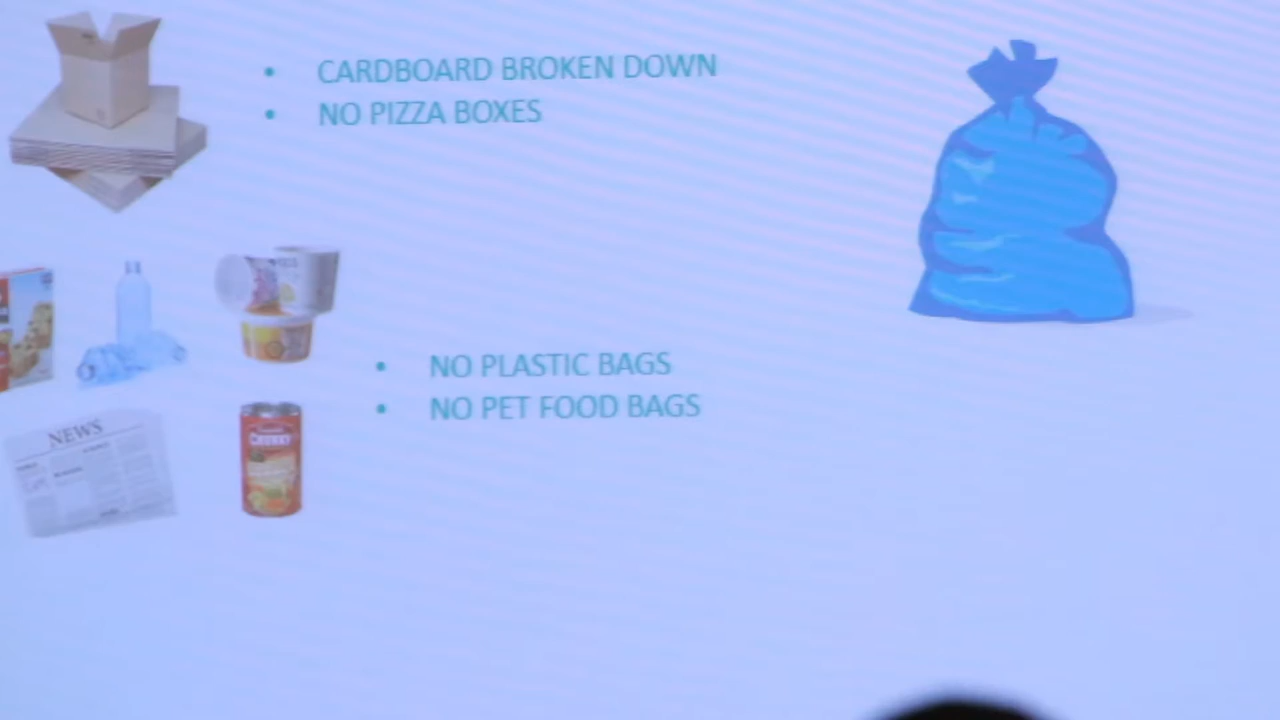 • CARDBOARD BROKEN DOWN
• NO PIZZA BOXES
• NO PLASTIC BAGS
• NO PET FOOD BAGS
NEWS